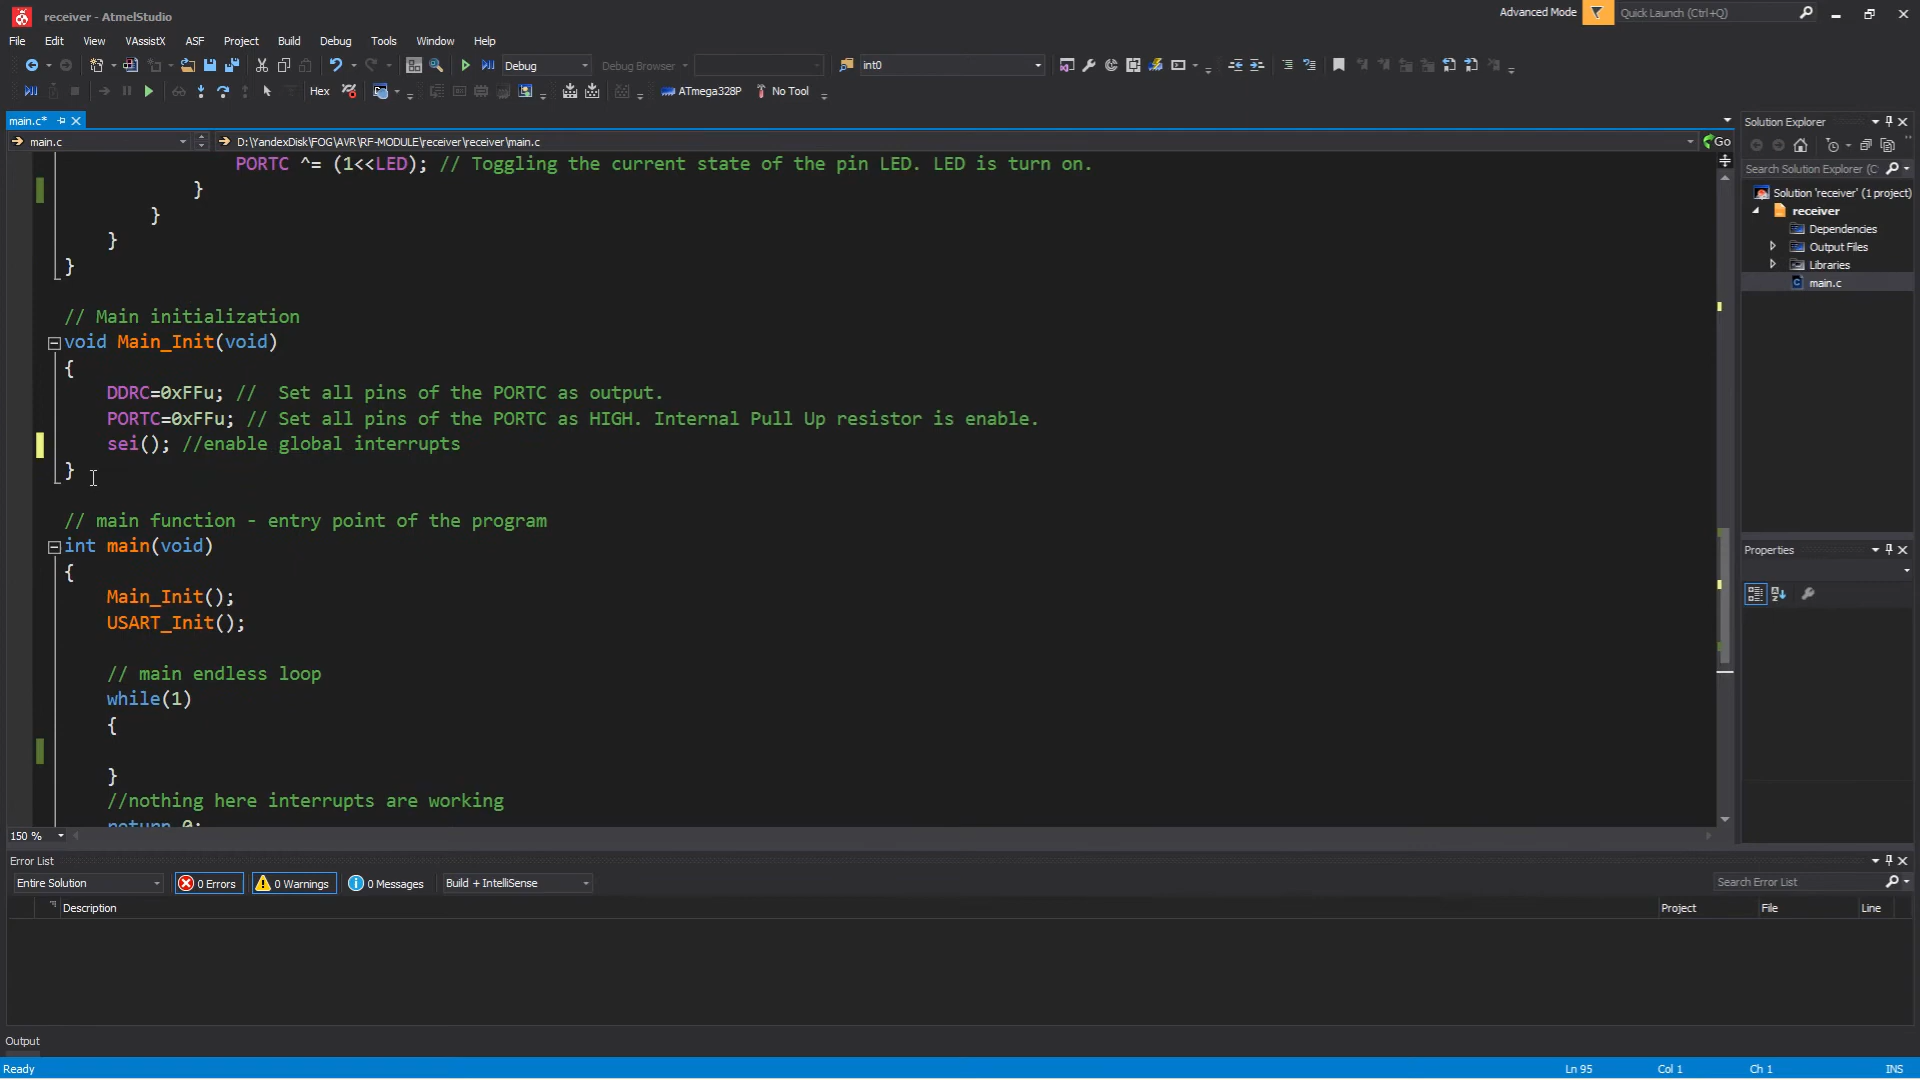 receiver - AtmelStudio
Advanced Mode
Quick Launch (Ctrl+Q)
File Edit View VAssistX ASF Project Build Debug Tools Window Help
Debug Debug Browser int0
Hex ATmega328P No Tool
main.c*
main.c D:\YandexDisk\FOG\AVR\RF-MODULE\receiver\receiver\main.c Go
PORTC ^= (1<<LED); // Toggling the current state of the pin LED. LED is turn on.
}
}
}
}
// Main initialization
void Main_Init(void)
{
DDRC=0xFFu; //  Set all pins of the PORTC as output.
PORTC=0xFFu; // Set all pins of the PORTC as HIGH. Internal Pull Up resistor is enable.
sei(); //enable global interrupts
}
// main function - entry point of the program
int main(void)
{
Main_Init();
USART_Init();
// main endless loop
while(1)
{
}
//nothing here interrupts are working
return 0;
150 %
Solution Explorer
Search Solution Explorer (C
Solution 'receiver' (1 project)
receiver
Dependencies
Output Files
Libraries
main.c
Properties
Error List
Entire Solution 0 Errors 0 Warnings 0 Messages Build + IntelliSense Search Error List
Description Project File Line
Output
Ready Ln 95 Col 1 Ch 1 INS